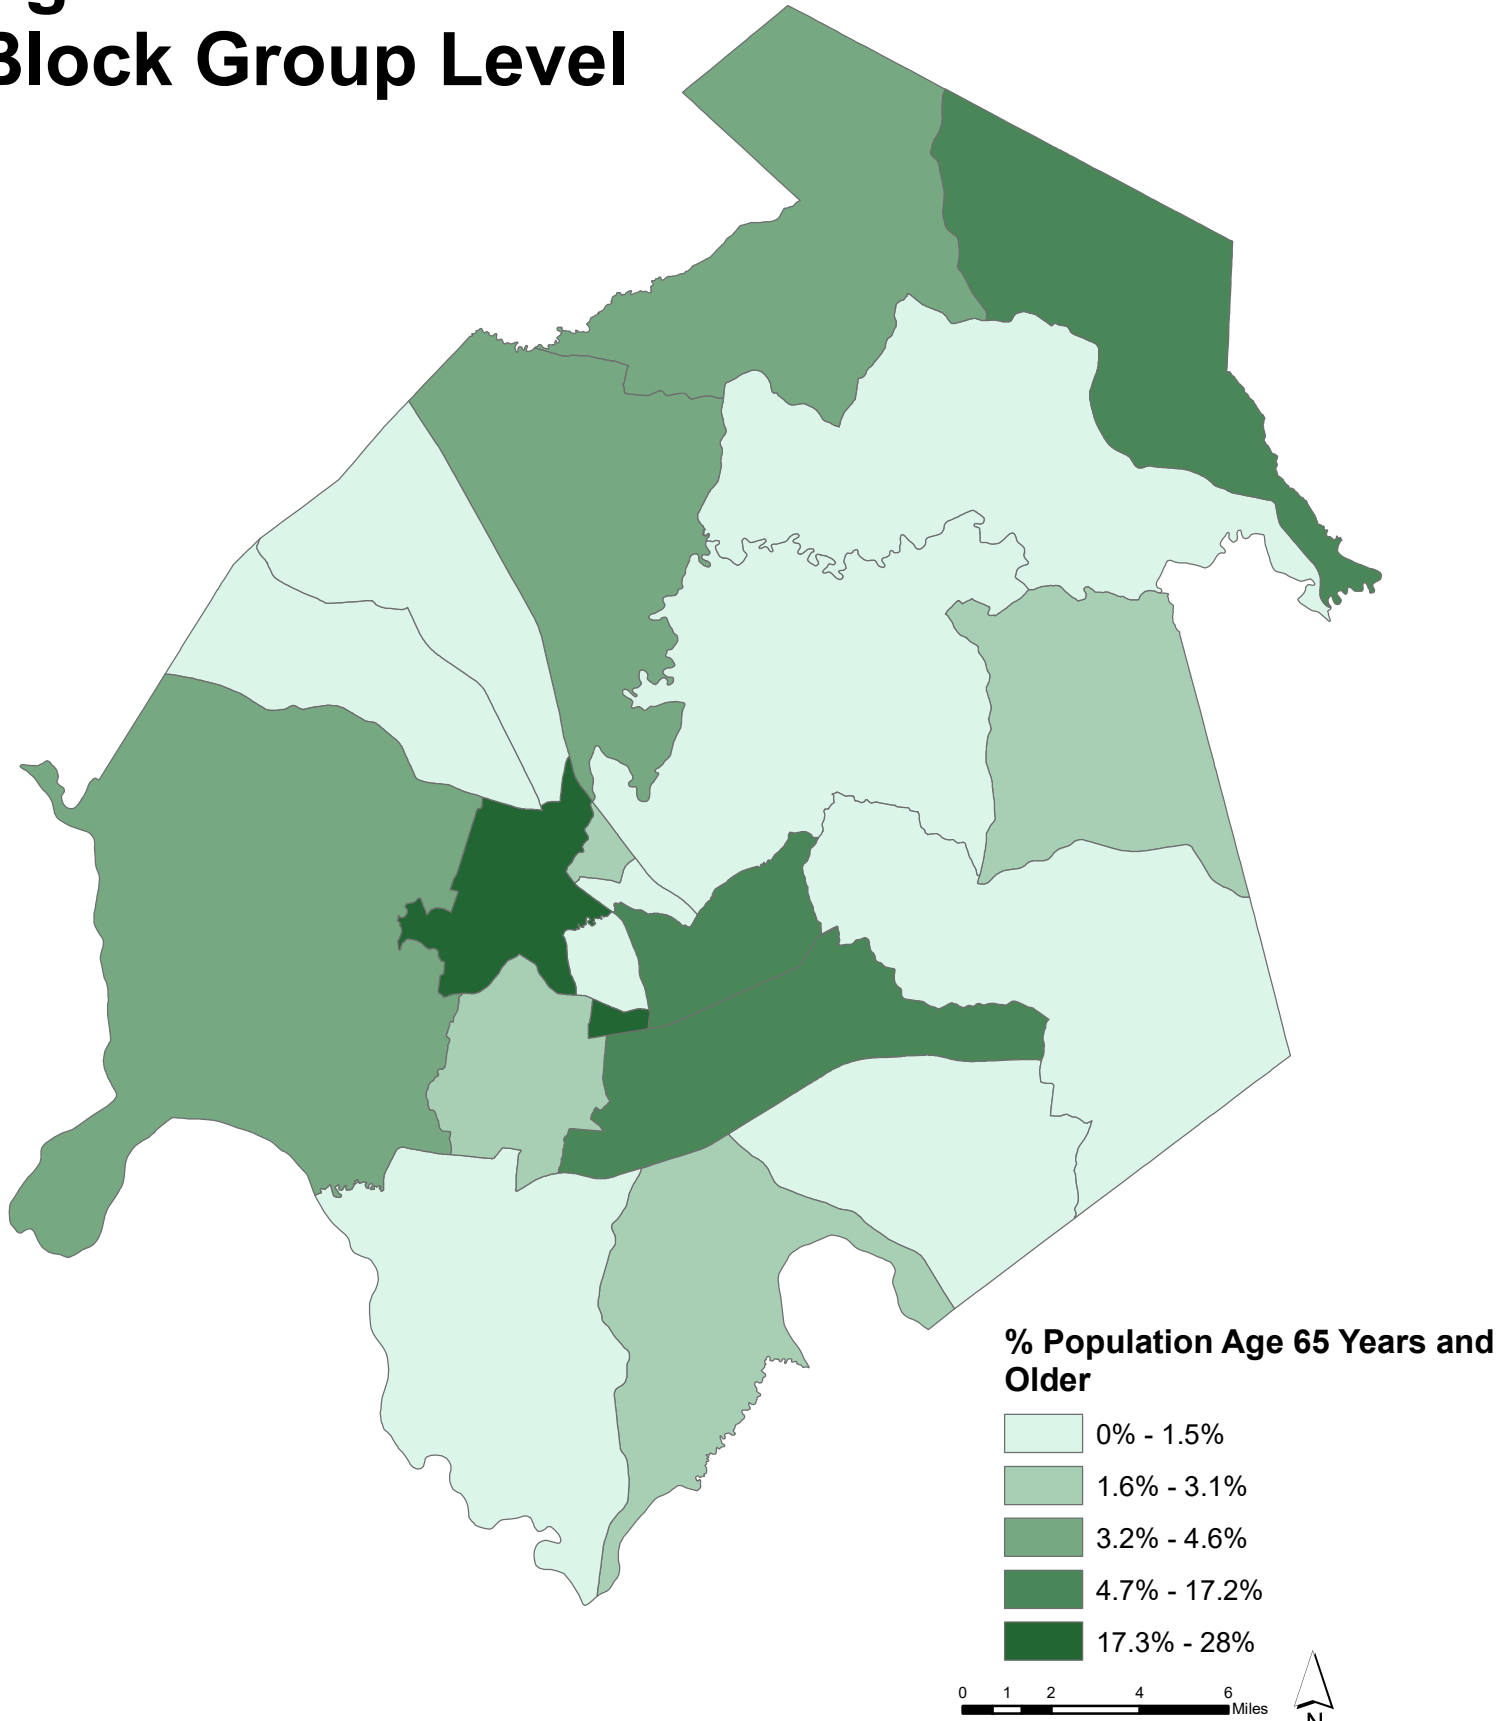 Block Group Level
% Population Age 65 Years and
Older
0% - 1.5%
1.6% - 3.1%
3.2% - 4.6%
4.7% - 17.2%
17.3% - 28%
0 1 2 4 6
Miles
N